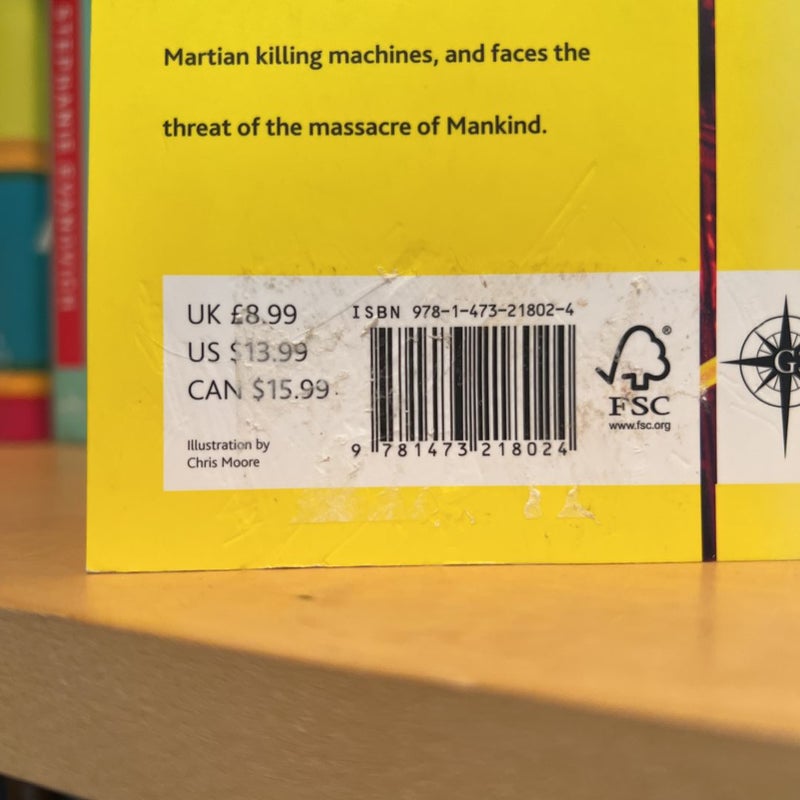 STEPHANIE
Martian killing machines, and faces the
threat of the massacre of Mankind.
UK £8.99
US $13.99
CAN $15.99
Illustration by
Chris Moore
ISBN 978-1-473-21802-4
9 781473 218024
®
FSC
www.fsc.org